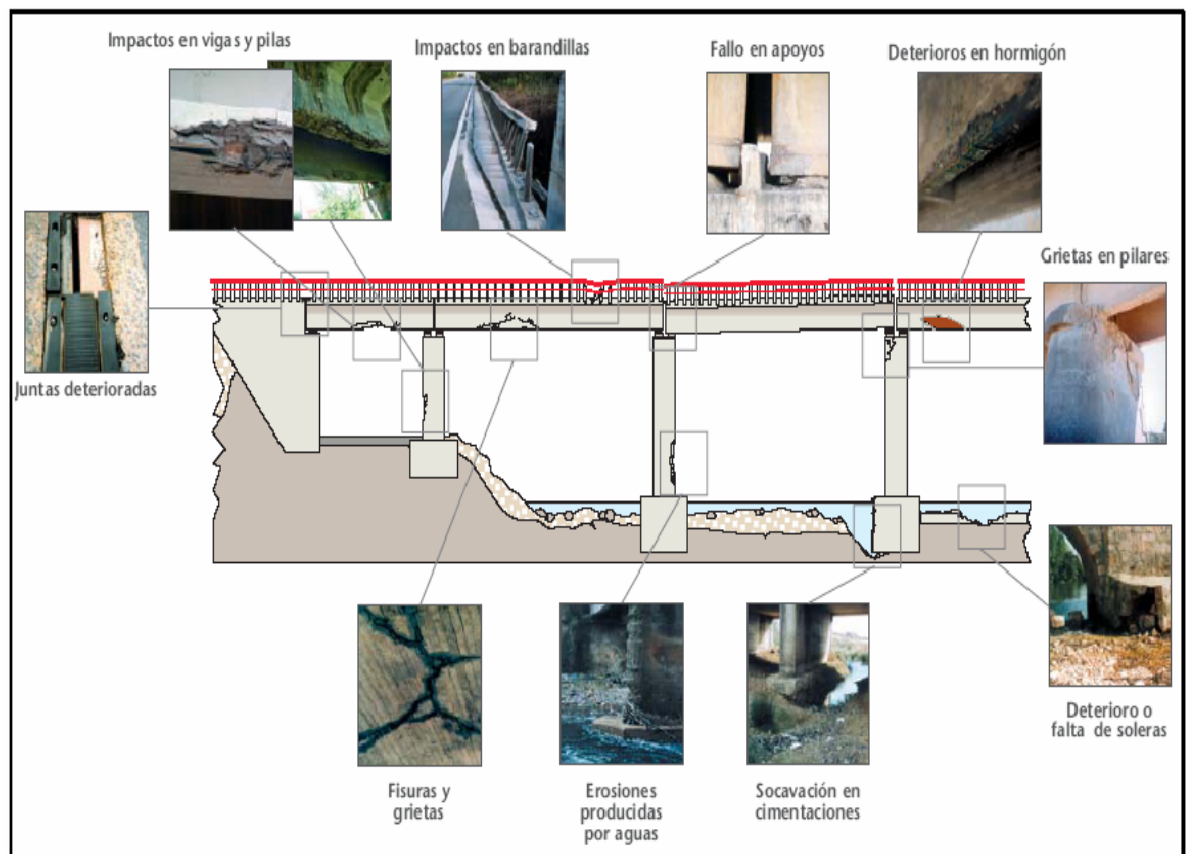 Impactos en vigas y pilas
Impactos en barandillas
Fallo en apoyos
Deterioros en hormigón
Grietas en pilares
Juntas deterioradas
Fisuras y
grietas
Erosiones
producidas
por aguas
Socavación en
cimentaciones
Deterioro o
falta de soleras